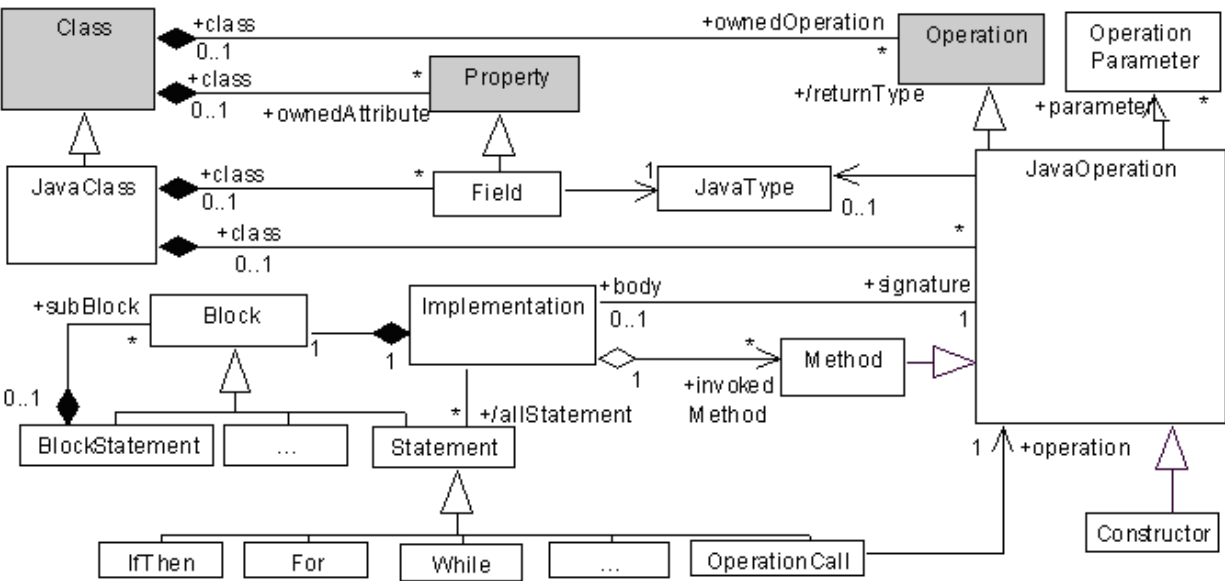 Class
+class
0..1
+ownedOperation
*
Operation
Operation
Parameter
+class
0..1
*
+ownedAttribute
Property
+/returnType
+parameter
*
JavaClass
+class
0..1
*
Field
1
JavaType
0..1
JavaOperation
+class
0..1
*
+subBlock
*
Block
1
1
Implementation
+body
0..1
+signature
1
1
*
+invoked
Method
Method
0..1
*
+/allStatement
BlockStatement
...
Statement
1
+operation
IfThen
For
While
...
OperationCall
Constructor